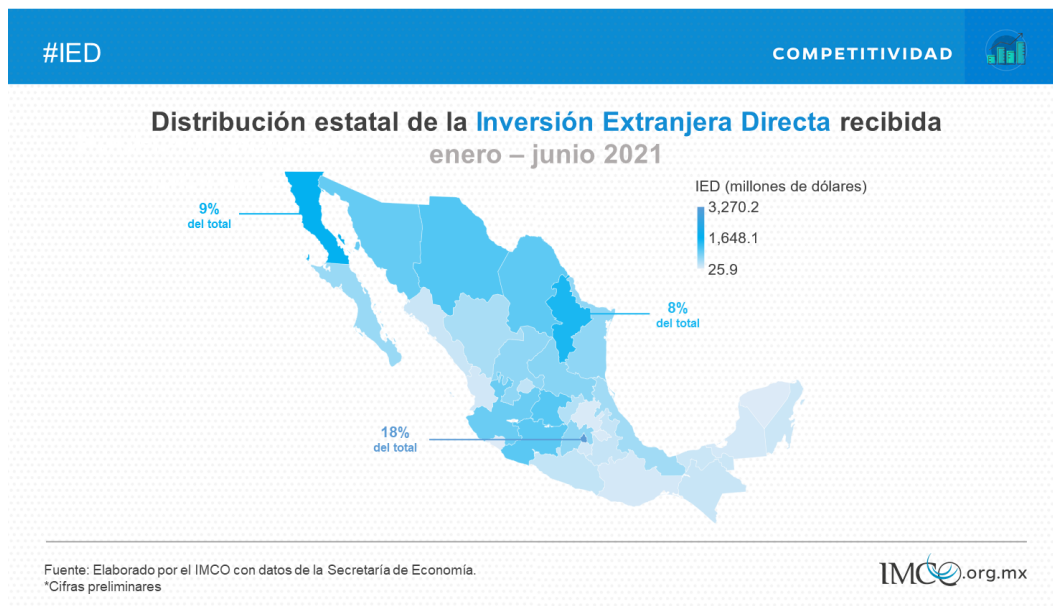 #IED
COMPETITIVIDAD
Distribución estatal de la Inversión Extranjera Directa recibida
enero – junio 2021
IED (millones de dólares)
3,270.2
1,648.1
25.9
9%
del total
8%
del total
18%
del total
Fuente: Elaborado por el IMCO con datos de la Secretaría de Economía.
*Cifras preliminares
IMCO.org.mx